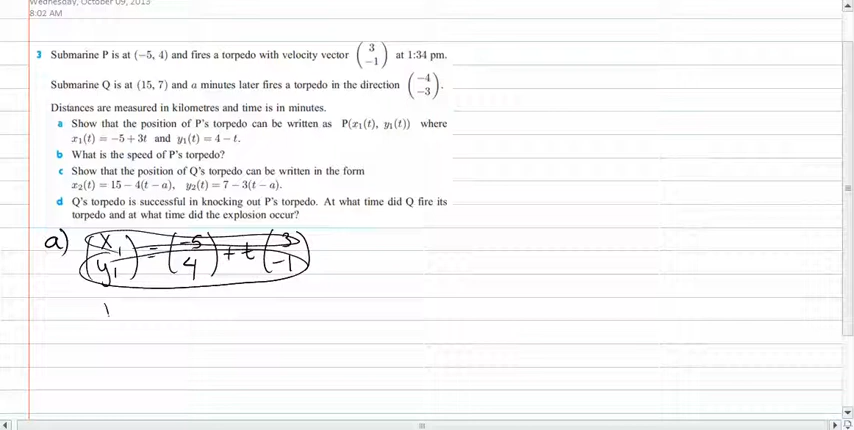 Wednesday, October 09, 2013
8:02 AM
3 Submarine P is at (−5, 4) and fires a torpedo with velocity vector (3 −1) at 1:34 pm.
Submarine Q is at (15, 7) and a minutes later fires a torpedo in the direction (−4 −3).
Distances are measured in kilometres and time is in minutes.
a Show that the position of P's torpedo can be written as P(x₁(t), y₁(t)) where
x₁(t) = −5 + 3t and y₁(t) = 4 − t.
b What is the speed of P's torpedo?
c Show that the position of Q's torpedo can be written in the form
x₂(t) = 15 − 4(t − a), y₂(t) = 7 − 3(t − a).
d Q's torpedo is successful in knocking out P's torpedo. At what time did Q fire its
torpedo and at what time did the explosion occur?
a) (x₁ y₁) = (−5 4) + t (3 −1)